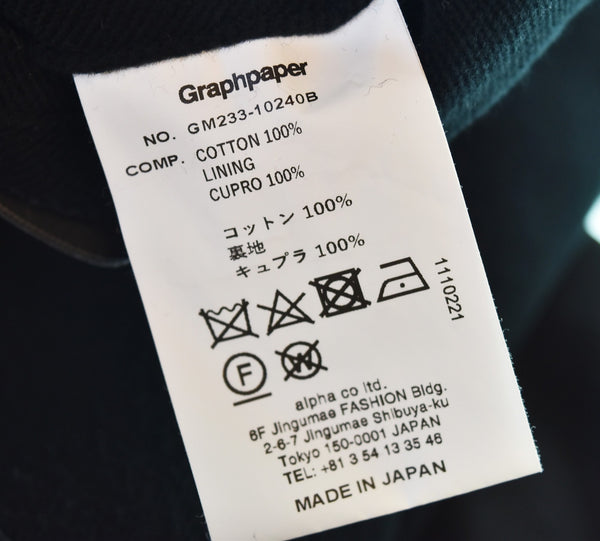 Graphpaper
NO. GM233-10240B
COMP. COTTON 100%
LINING
CUPRO 100%
コットン 100%
裏地
キュプラ 100%
1110221
F W
alpha co ltd.
6F Jingumae FASHION Bldg.
2-6-7 Jingumae Shibuya-ku
Tokyo 150-0001 JAPAN
TEL: +81 3 54 13 35 46
MADE IN JAPAN